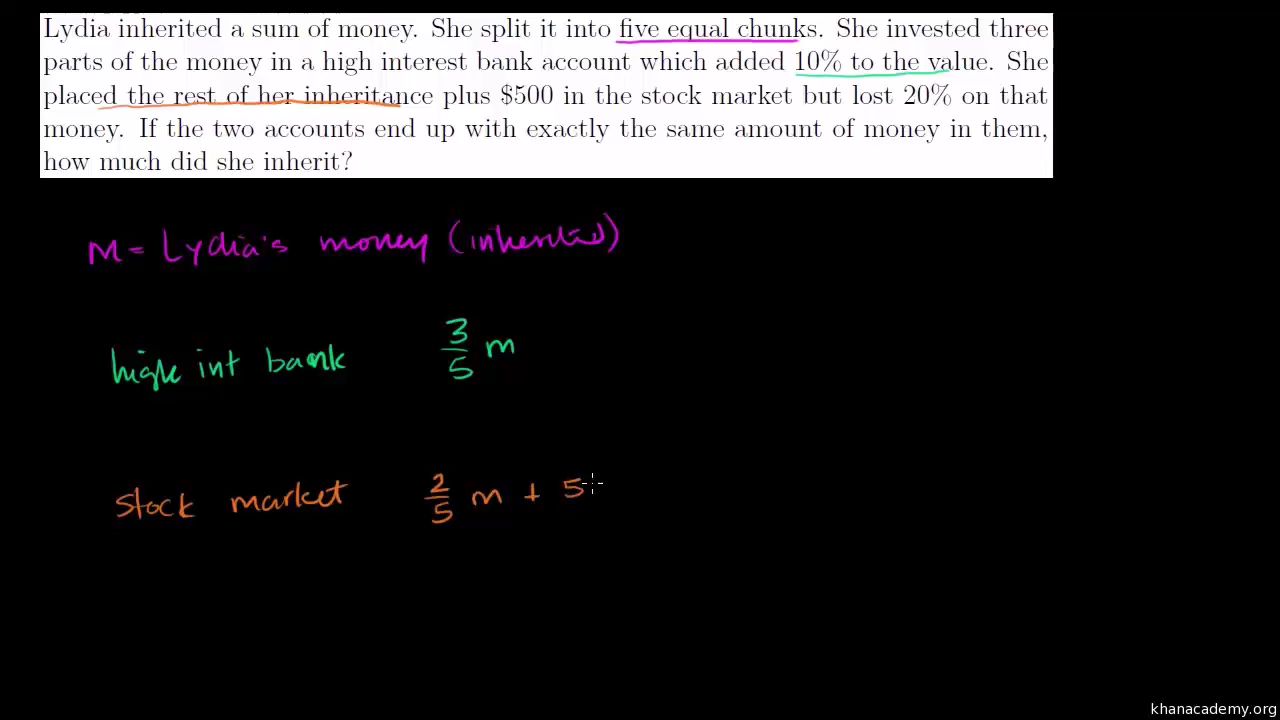 Lydia inherited a sum of money. She split it into five equal chunks. She invested three
parts of the money in a high interest bank account which added 10% to the value. She
placed the rest of her inheritance plus $500 in the stock market but lost 20% on that
money. If the two accounts end up with exactly the same amount of money in them,
how much did she inherit?
M = Lydia's money (inherited)
high int bank 3/5 m
stock market 2/5 m + 5
khanacademy.org